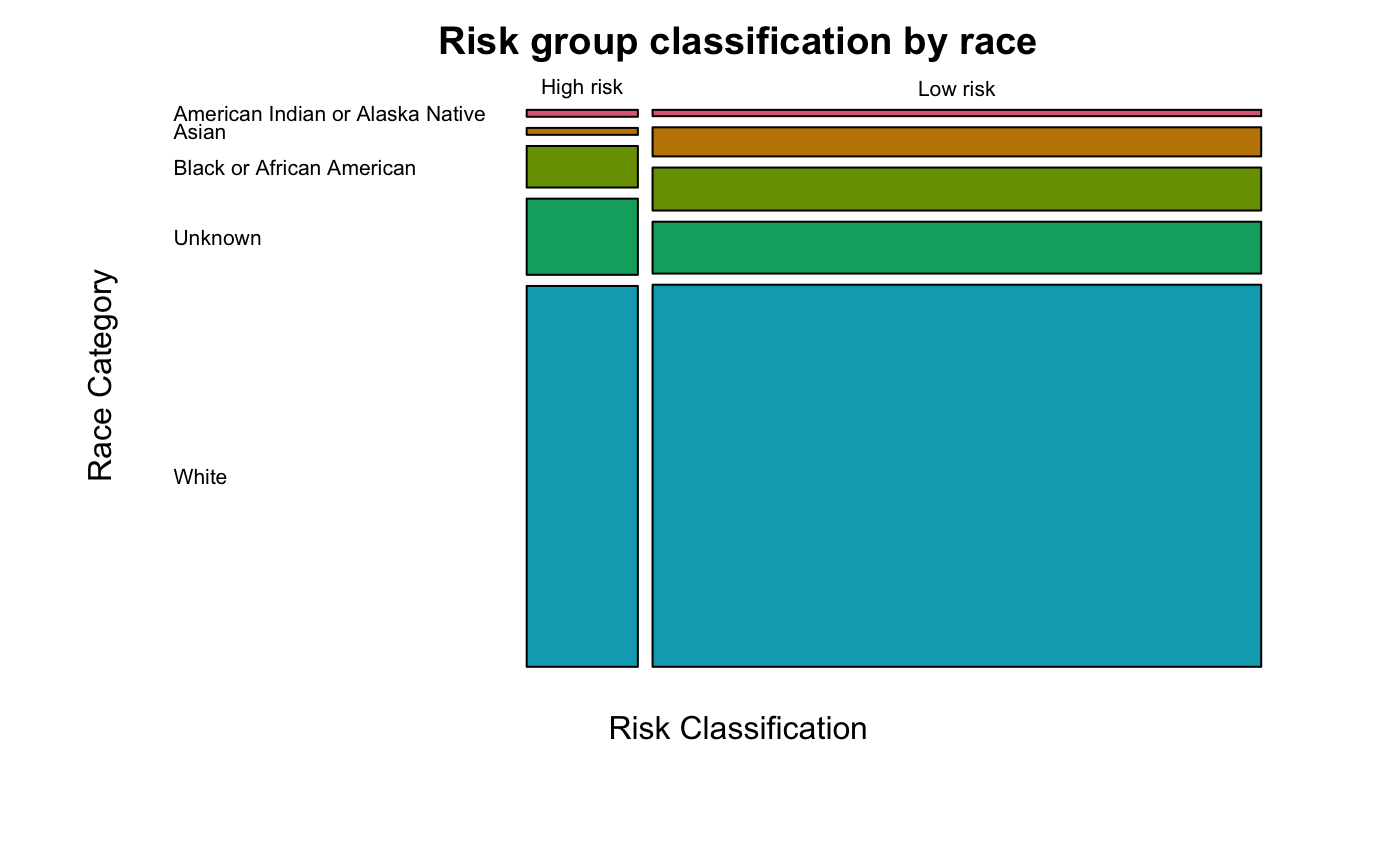 Risk group classification by race
High risk
Low risk
American Indian or Alaska Native
Asian
Black or African American
Unknown
White
Race Category
Risk Classification